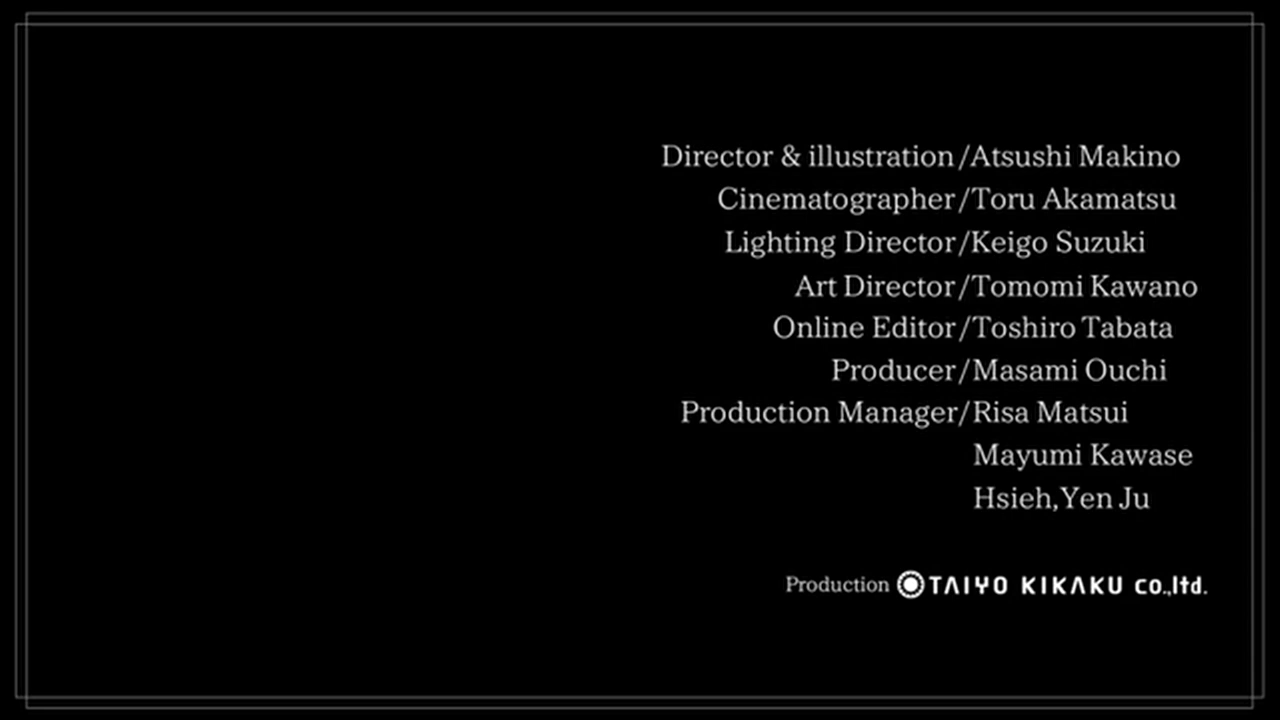 Director & illustration/Atsushi Makino
Cinematographer/Toru Akamatsu
Lighting Director/Keigo Suzuki
Art Director/Tomomi Kawano
Online Editor/Toshiro Tabata
Producer/Masami Ouchi
Production Manager/Risa Matsui
Mayumi Kawase
Hsieh,Yen Ju
Production TAIYO KIKAKU co.,ltd.